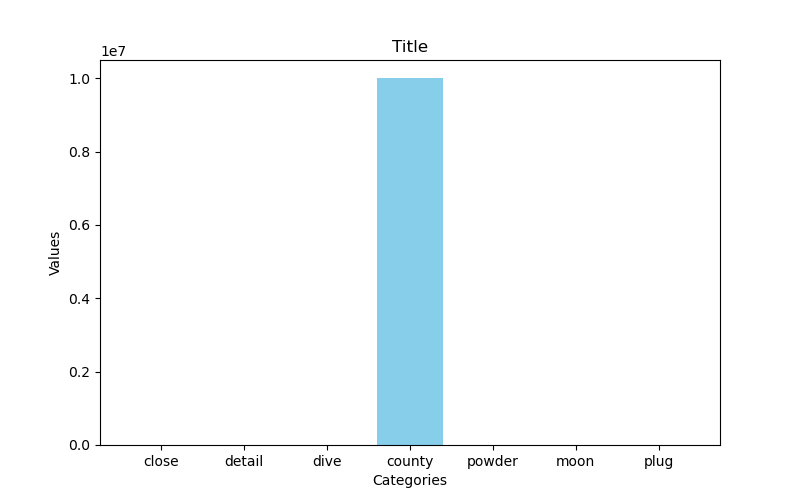 Title
1e7
1.0
0.8
0.6
0.4
0.2
0.0
Values
close detail dive county powder moon plug
Categories